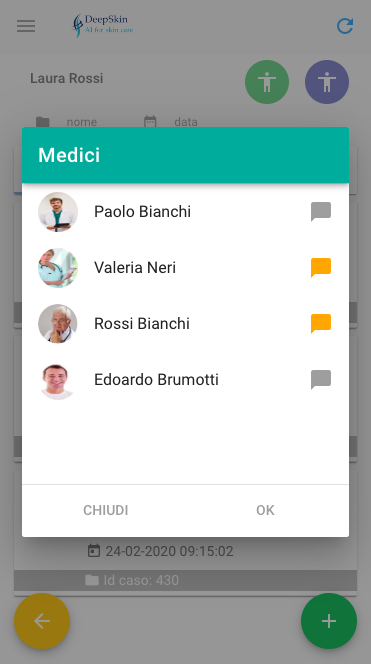 DeepSkin
AI for skin care
Laura Rossi
nome
data
Medici
Paolo Bianchi
Valeria Neri
Rossi Bianchi
Edoardo Brumotti
CHIUDI
OK
24-02-2020 09:15:02
Id caso: 430